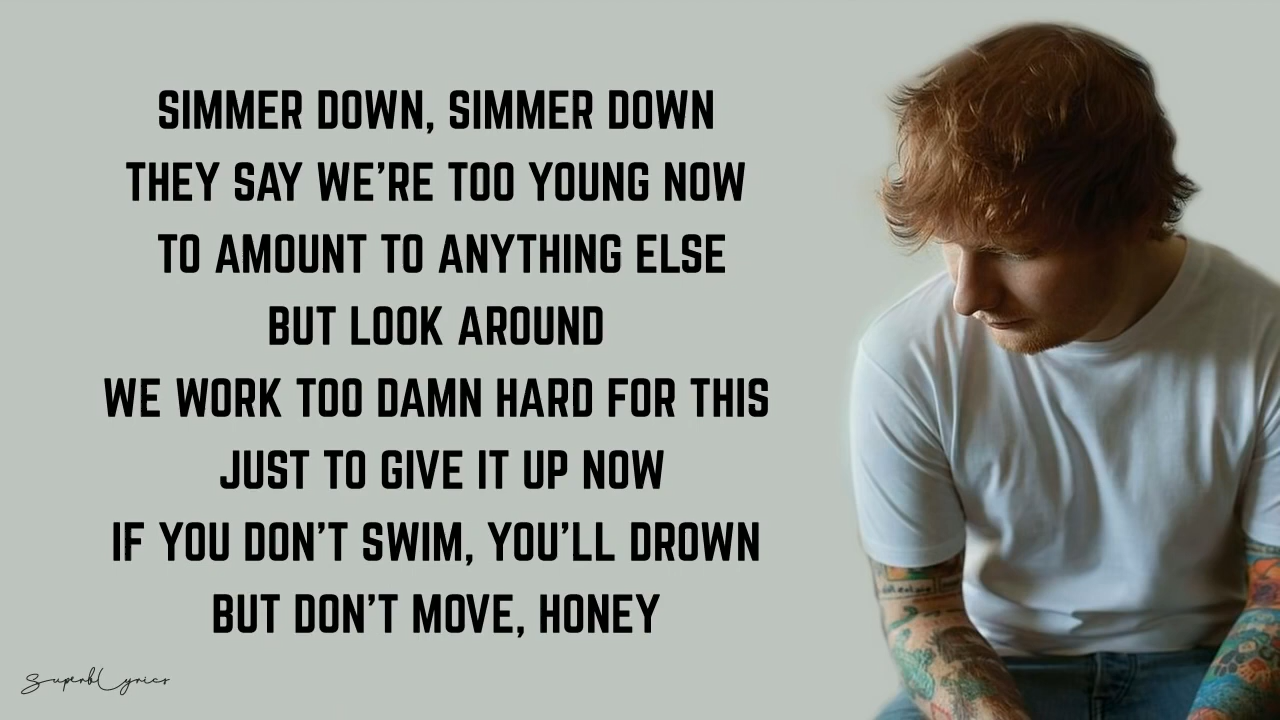 SIMMER DOWN, SIMMER DOWN
THEY SAY WE'RE TOO YOUNG NOW
TO AMOUNT TO ANYTHING ELSE
BUT LOOK AROUND
WE WORK TOO DAMN HARD FOR THIS
JUST TO GIVE IT UP NOW
IF YOU DON'T SWIM, YOU'LL DROWN
BUT DON'T MOVE, HONEY
SuperbLyrics